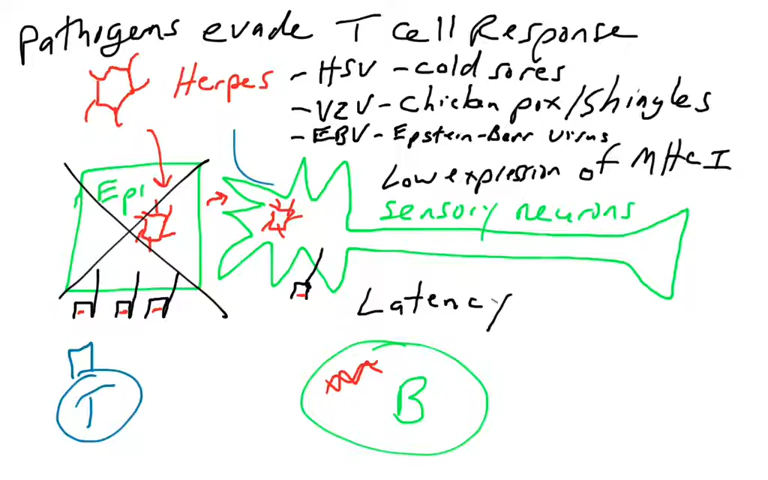 Pathogens evade T cell Response
Herpes
- HSV - cold sores
- VZV - Chicken pox/Shingles
- EBV - Epstein-Barr virus
Low expression of MHC I
Epi
sensory neurons
Latency
T
B